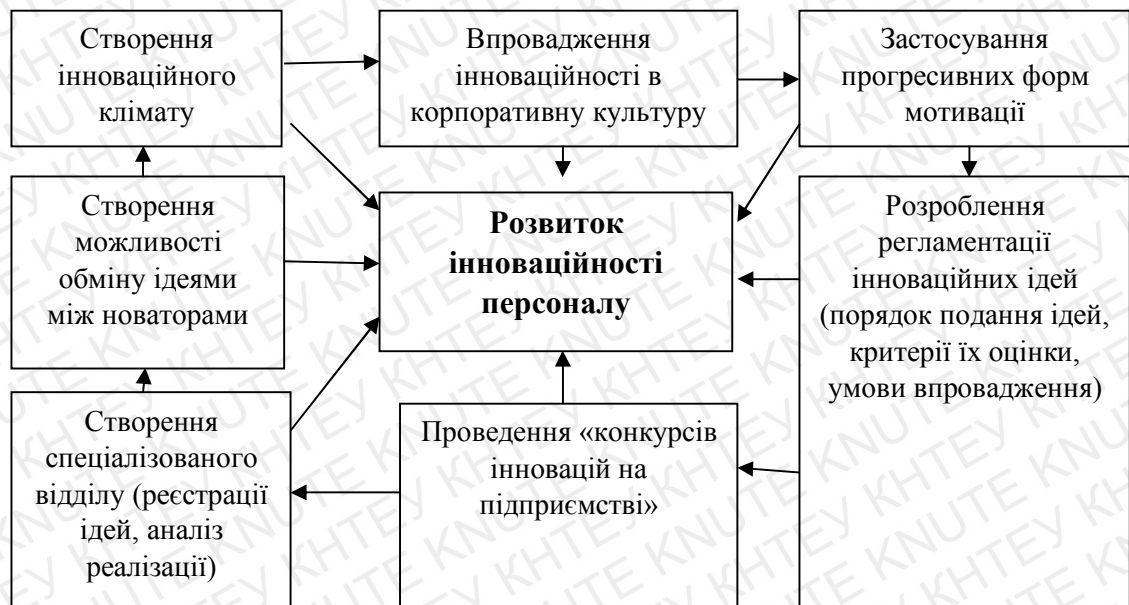 Створення
інноваційного
клімату
Впровадження
інноваційності в
корпоративну культуру
Застосування
прогресивних форм
мотивації
Створення
можливості
обміну ідеями
між новаторами
Розвиток
інноваційності
персоналу
Розроблення
регламентації
інноваційних ідей
(порядок подання ідей,
критерії їх оцінки,
умови впровадження)
Створення
спеціалізованого
відділу (реєстрації
ідей, аналіз
реалізації)
Проведення «конкурсів
інновацій на
підприємстві»